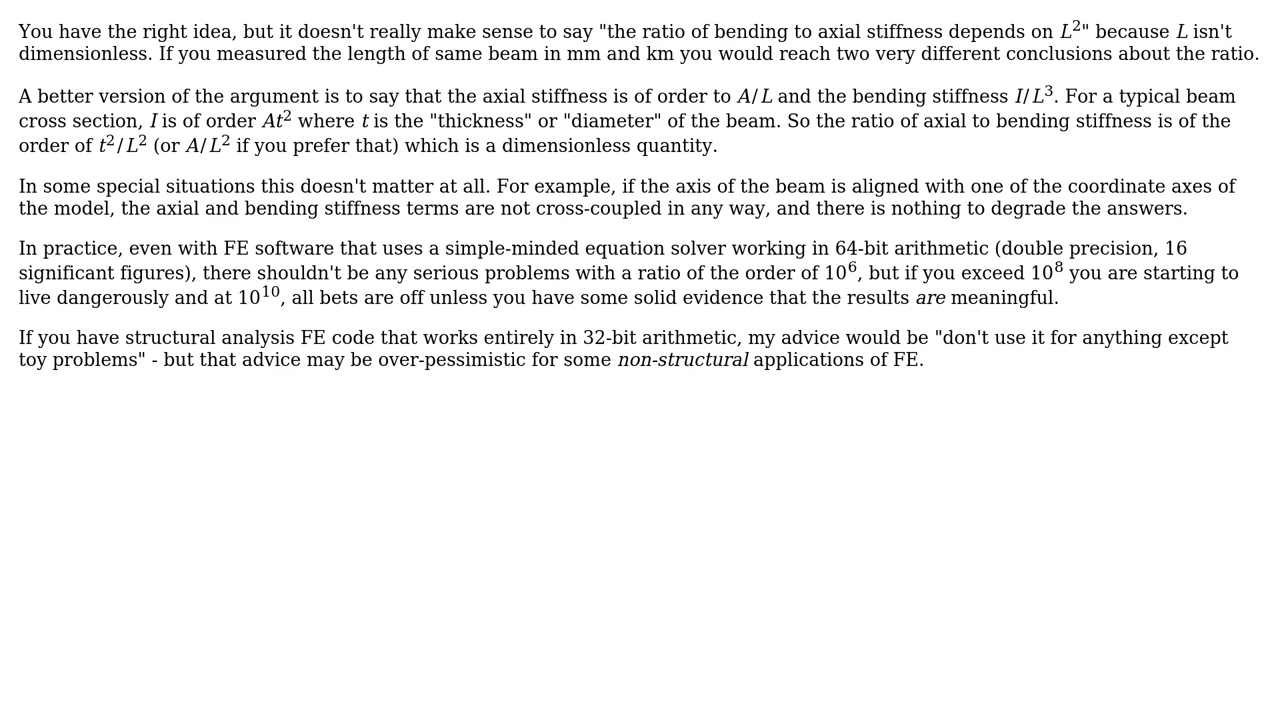 You have the right idea, but it doesn't really make sense to say "the ratio of bending to axial stiffness depends on L²" because L isn't
dimensionless. If you measured the length of same beam in mm and km you would reach two very different conclusions about the ratio.
A better version of the argument is to say that the axial stiffness is of order to A/L and the bending stiffness I/L³. For a typical beam
cross section, I is of order At² where t is the "thickness" or "diameter" of the beam. So the ratio of axial to bending stiffness is of the
order of t²/L² (or A/L² if you prefer that) which is a dimensionless quantity.
In some special situations this doesn't matter at all. For example, if the axis of the beam is aligned with one of the coordinate axes of
the model, the axial and bending stiffness terms are not cross-coupled in any way, and there is nothing to degrade the answers.
In practice, even with FE software that uses a simple-minded equation solver working in 64-bit arithmetic (double precision, 16
significant figures), there shouldn't be any serious problems with a ratio of the order of 10⁶, but if you exceed 10⁸ you are starting to
live dangerously and at 10¹⁰, all bets are off unless you have some solid evidence that the results are meaningful.
If you have structural analysis FE code that works entirely in 32-bit arithmetic, my advice would be "don't use it for anything except
toy problems" - but that advice may be over-pessimistic for some non-structural applications of FE.